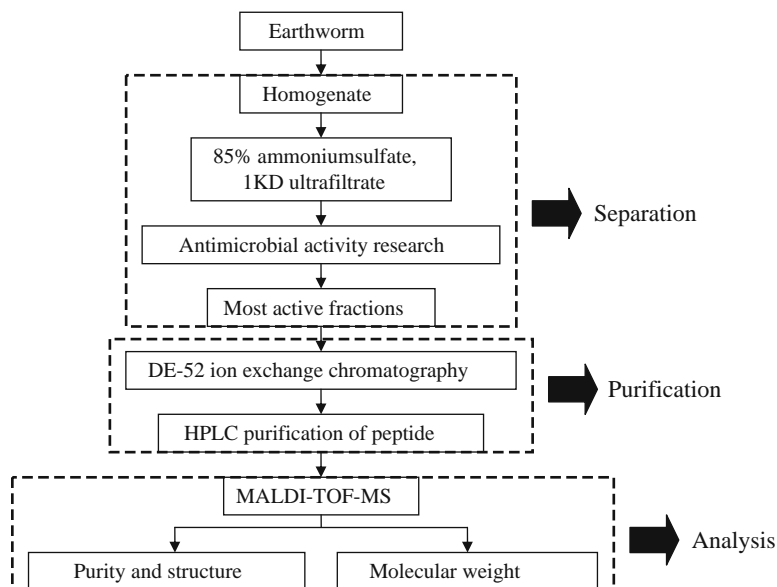 Earthworm
Homogenate
85% ammoniumsulfate,
1KD ultrafiltrate
Separation
Antimicrobial activity research
Most active fractions
DE-52 ion exchange chromatography
Purification
HPLC purification of peptide
MALDI-TOF-MS
Analysis
Purity and structure
Molecular weight